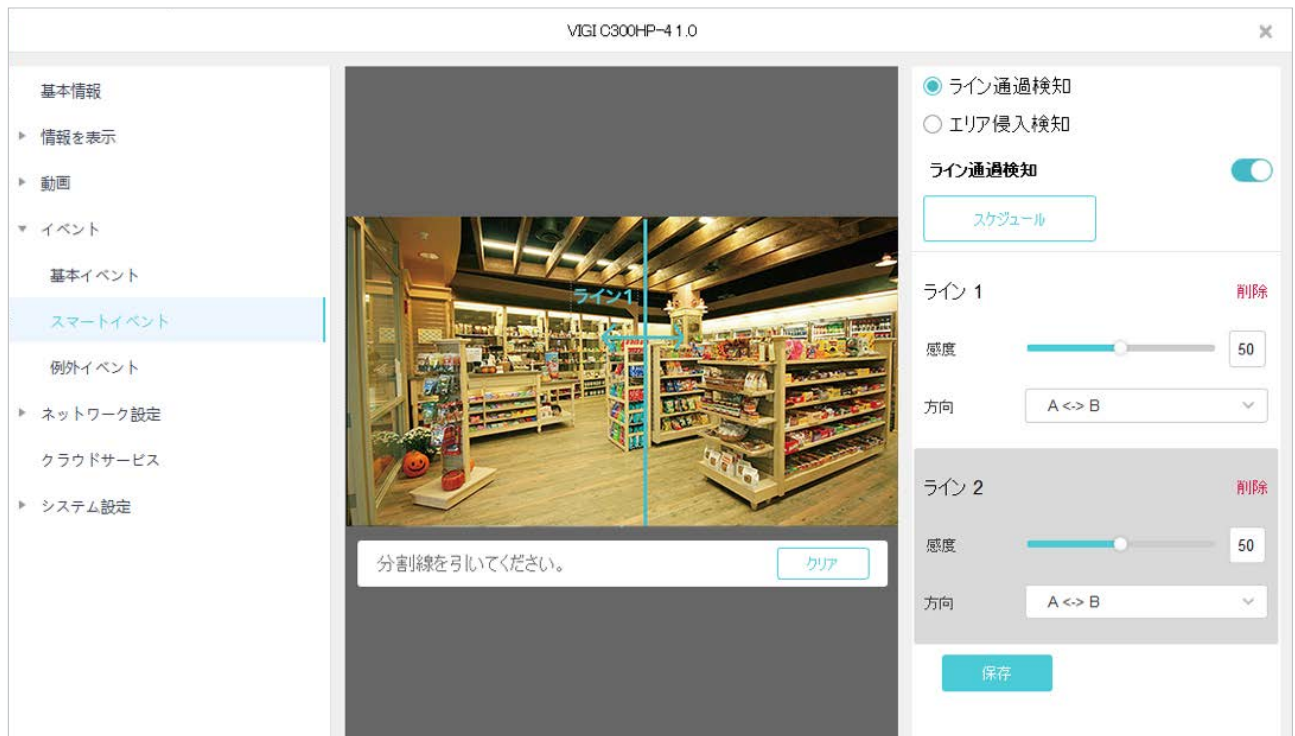 VIGI C300HP-4 1.0
基本情報
情報を表示
動画
イベント
基本イベント
スマートイベント
例外イベント
ネットワーク設定
クラウドサービス
システム設定
ライン1
分割線を引いてください。
クリア
ライン通過検知
エリア侵入検知
ライン通過検知
スケジュール
ライン 1
削除
感度
50
方向
A <-> B
ライン 2
削除
感度
50
方向
A <-> B
保存